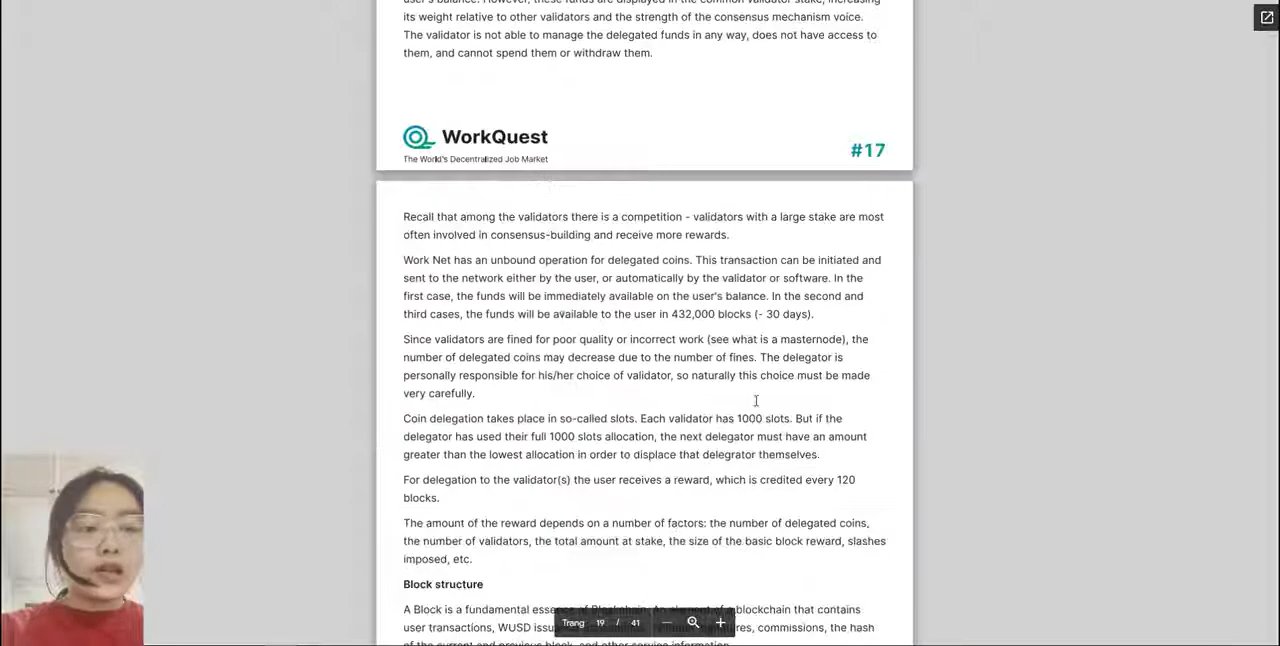 user's balance. However, these funds are displayed in the common validator stake, increasing
its weight relative to other validators and the strength of the consensus mechanism voice.
The validator is not able to manage the delegated funds in any way, does not have access to
them, and cannot spend them or withdraw them.
WorkQuest
The World's Decentralized Job Market
#17
Recall that among the validators there is a competition - validators with a large stake are most
often involved in consensus-building and receive more rewards.
Work Net has an unbound operation for delegated coins. This transaction can be initiated and
sent to the network either by the user, or automatically by the validator or software. In the
first case, the funds will be immediately available on the user's balance. In the second and
third cases, the funds will be available to the user in 432,000 blocks (- 30 days).
Since validators are fined for poor quality or incorrect work (see what is a masternode), the
number of delegated coins may decrease due to the number of fines. The delegator is
personally responsible for his/her choice of validator, so naturally this choice must be made
very carefully.
Coin delegation takes place in so-called slots. Each validator has 1000 slots. But if the
delegator has used their full 1000 slots allocation, the next delegator must have an amount
greater than the lowest allocation in order to displace that delegrator themselves.
For delegation to the validator(s) the user receives a reward, which is credited every 120
blocks.
The amount of the reward depends on a number of factors: the number of delegated coins,
the number of validators, the total amount at stake, the size of the basic block reward, slashes
imposed, etc.
Block structure
A Block is a fundamental essence of Blockchain. An element of a blockchain that contains
user transactions, WUSD commissions, the hash
of the current and previous block, and other service information.
Trang 19 / 41